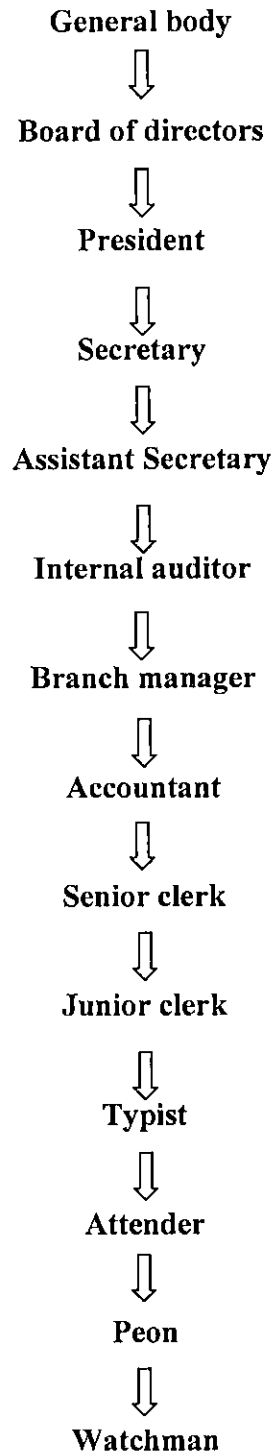 General body
Board of directors
President
Secretary
Assistant Secretary
Internal auditor
Branch manager
Accountant
Senior clerk
Junior clerk
Typist
Attender
Peon
Watchman